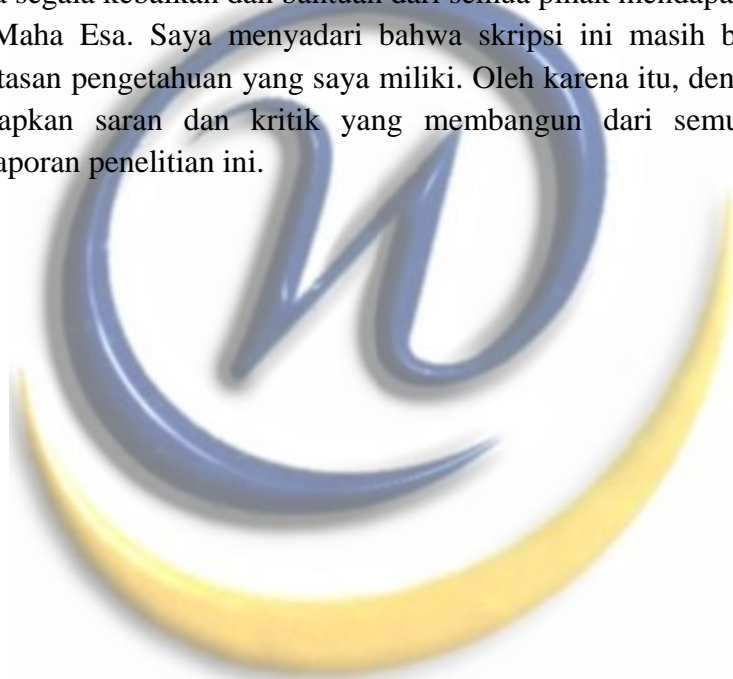 a segala kebaikan dan bantuan dari semua pihak mendapa
Maha Esa. Saya menyadari bahwa skripsi ini masih b
tasan pengetahuan yang saya miliki. Oleh karena itu, den
apkan saran dan kritik yang membangun dari semu
aporan penelitian ini.